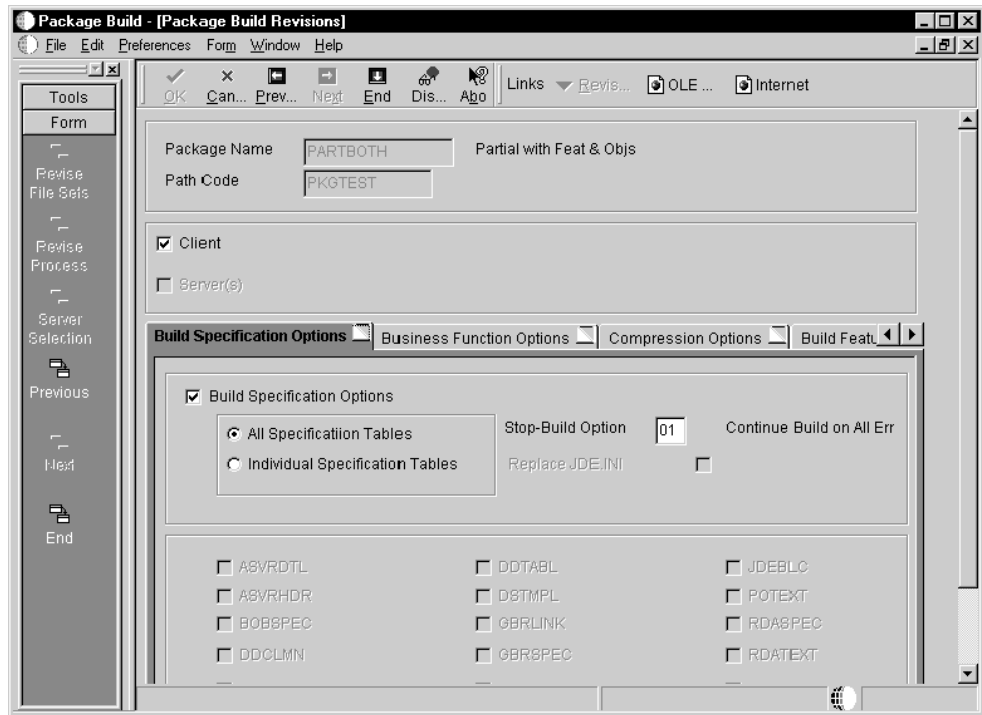 Package Build - [Package Build Revisions]
File Edit Preferences Form Window Help
Tools
Form
Revise
File Sets
Revise
Process
Server
Selection
Previous
Next
End
OK Can... Prev... Next End Dis... Abo Links Revis... OLE ... Internet
Package Name PARTBOTH Partial with Feat & Objs
Path Code PKGTEST
Client
Server(s)
Build Specification Options Business Function Options Compression Options Build Featu
Build Specification Options
All Specificatiion Tables
Individual Specification Tables
Stop-Build Option 01 Continue Build on All Err
Replace JDE.INI
ASVRDTL DDTABL JDEBLC
ASVRHDR DSTMPL POTEXT
BOBSPEC GBRLINK RDASPEC
DDCLMN GBRSPEC RDATEXT